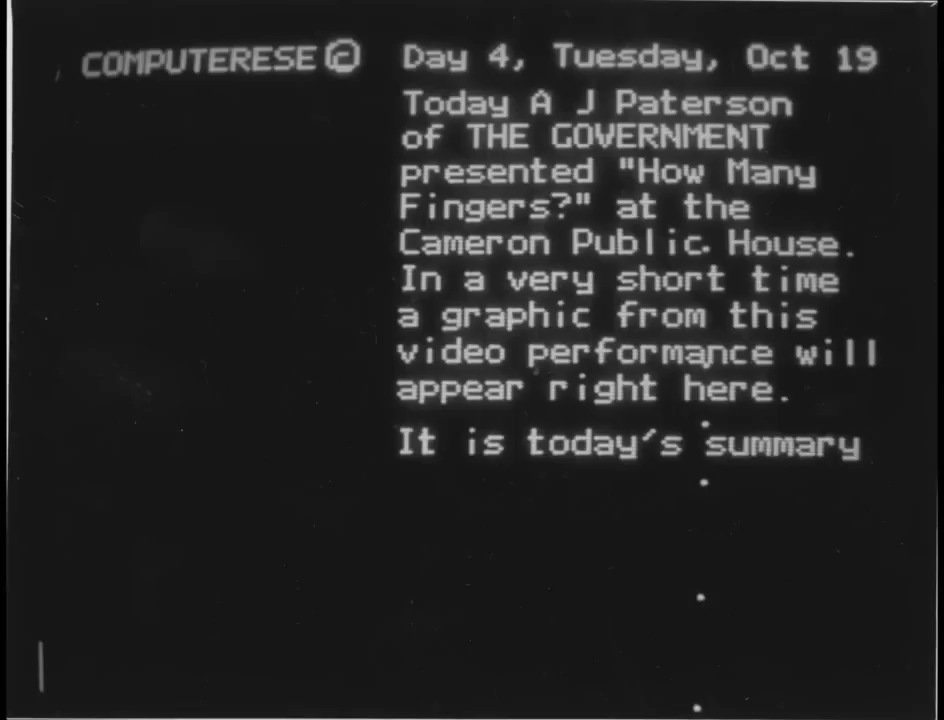 COMPUTERESE © Day 4, Tuesday, Oct 19
Today A J Paterson
of THE GOVERNMENT
presented "How Many
Fingers?" at the
Cameron Public House.
In a very short time
a graphic from this
video performance will
appear right here.
It is today's summary